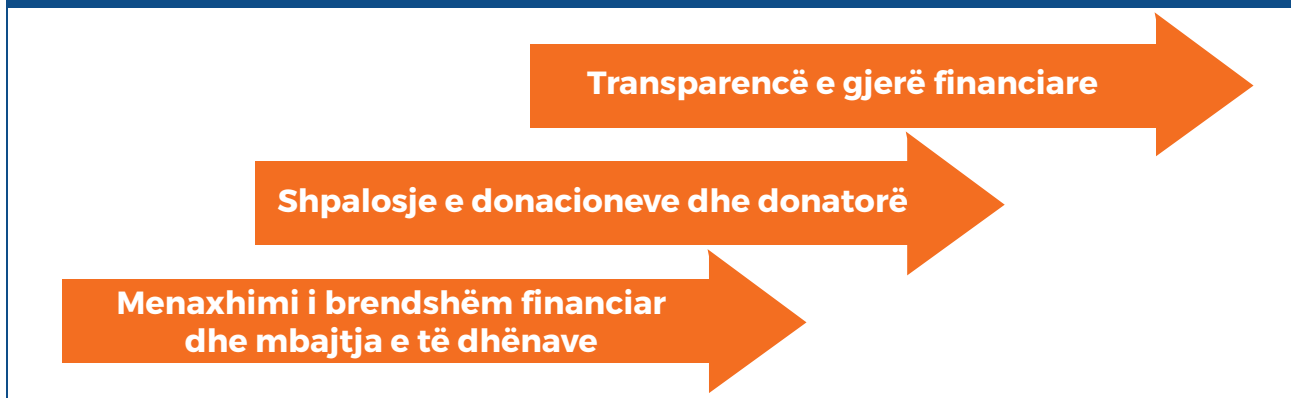 Transparencë e gjerë financiare
Shpalosje e donacioneve dhe donatorë
Menaxhimi i brendshëm financiar
dhe mbajtja e të dhënave